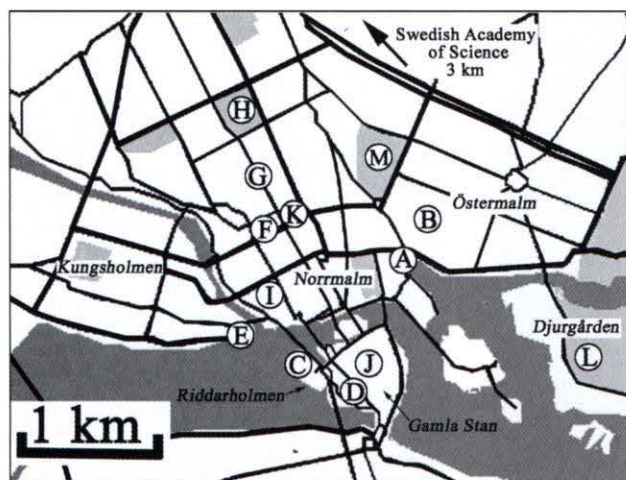 Swedish Academy
of Science
3 km
H
M
G
K
F
B
Östermalm
A
Kungsholmen
Norrmalm
I
E
Djurgården
C
J
L
Riddarholmen
D
Gamla Stan
1 km